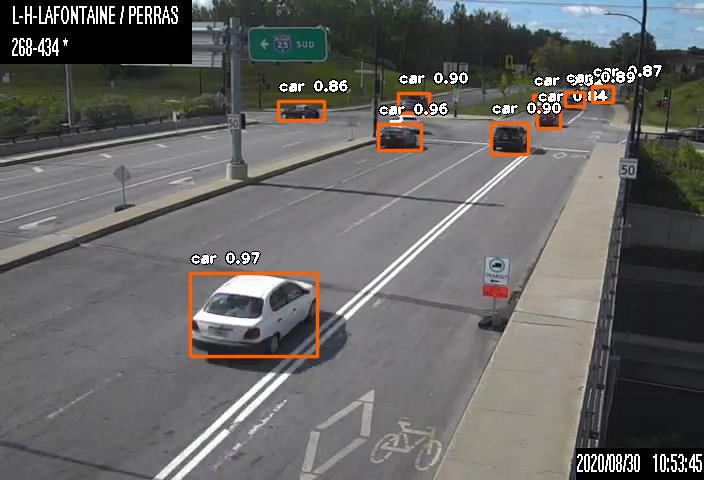 L-H-LAFONTAINE / PERRAS
268-434 *
25 SUD
car 0.86
car 0.90
car 0.96
car 0.90
car 0.87
50
car 0.97
TRANSIT
2020/08/30 10:53:45